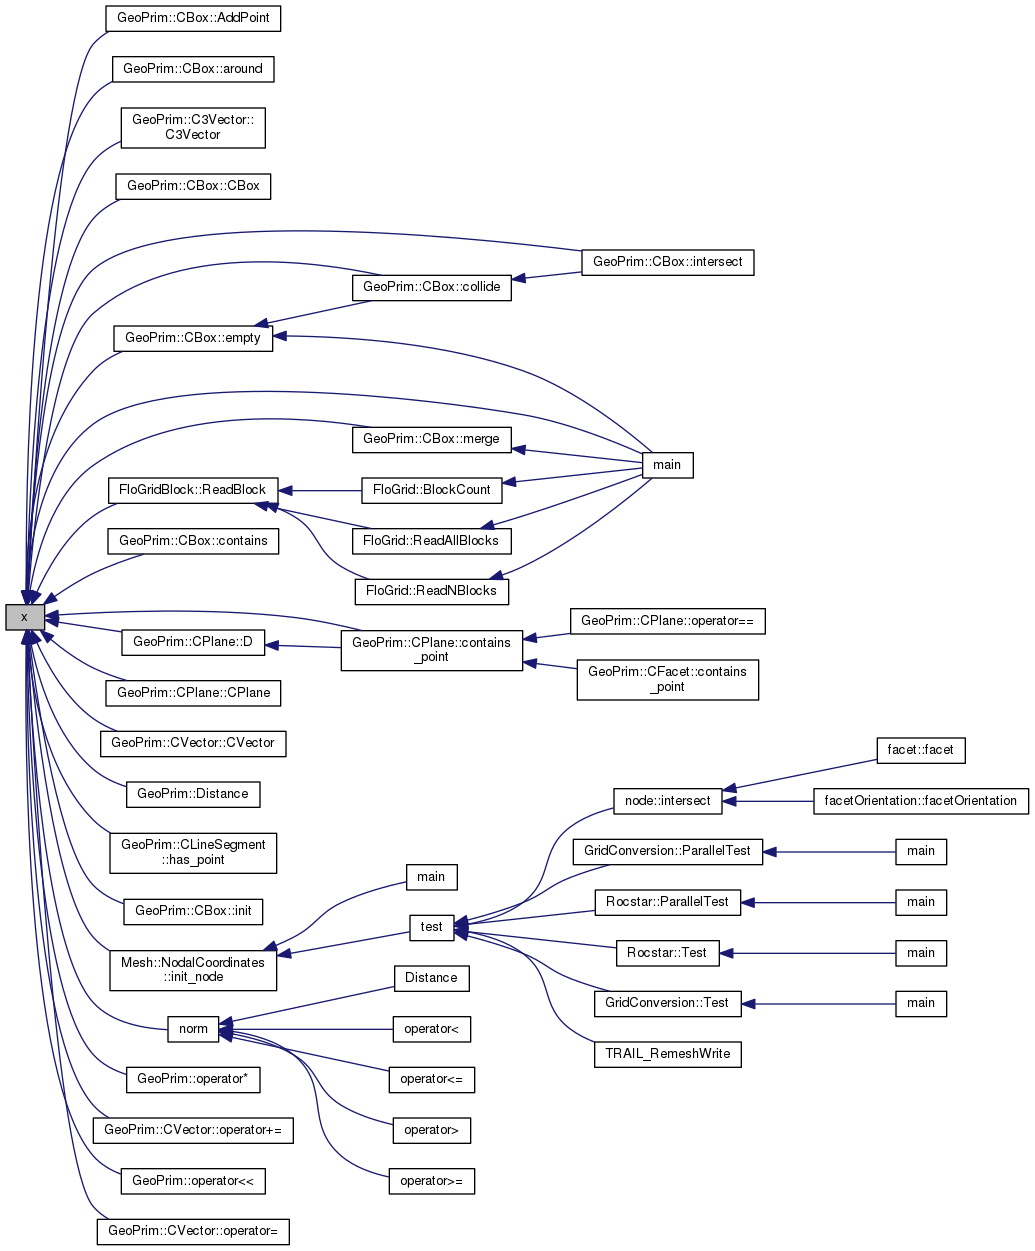 GeoPrim::CBox::AddPoint
GeoPrim::CBox::around
GeoPrim::C3Vector::
C3Vector
GeoPrim::CBox::CBox
GeoPrim::CBox::intersect
GeoPrim::CBox::collide
GeoPrim::CBox::empty
GeoPrim::CBox::merge
main
FloGridBlock::ReadBlock
FloGrid::BlockCount
GeoPrim::CBox::contains
FloGrid::ReadAllBlocks
FloGrid::ReadNBlocks
x
GeoPrim::CPlane::D
GeoPrim::CPlane::contains
_point
GeoPrim::CPlane::operator==
GeoPrim::CFacet::contains
_point
GeoPrim::CPlane::CPlane
GeoPrim::CVector::CVector
facet::facet
GeoPrim::Distance
node::intersect
facetOrientation::facetOrientation
GeoPrim::CLineSegment
::has_point
GridConversion::ParallelTest
main
main
GeoPrim::CBox::init
Rocstar::ParallelTest
main
test
Mesh::NodalCoordinates
::init_node
Rocstar::Test
main
Distance
GridConversion::Test
main
norm
operator<
TRAIL_RemeshWrite
GeoPrim::operator*
operator<=
GeoPrim::CVector::operator+=
operator>
GeoPrim::operator<<
operator>=
GeoPrim::CVector::operator=